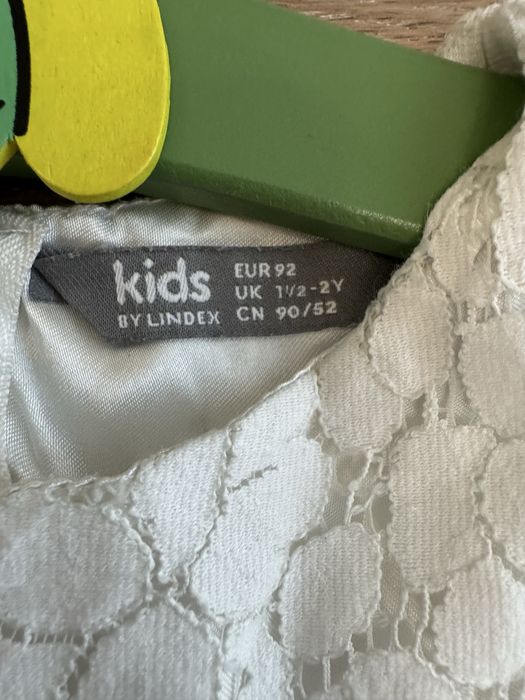 kids
BY LINDEX
EUR 92
UK 1½-2Y
CN 90/52